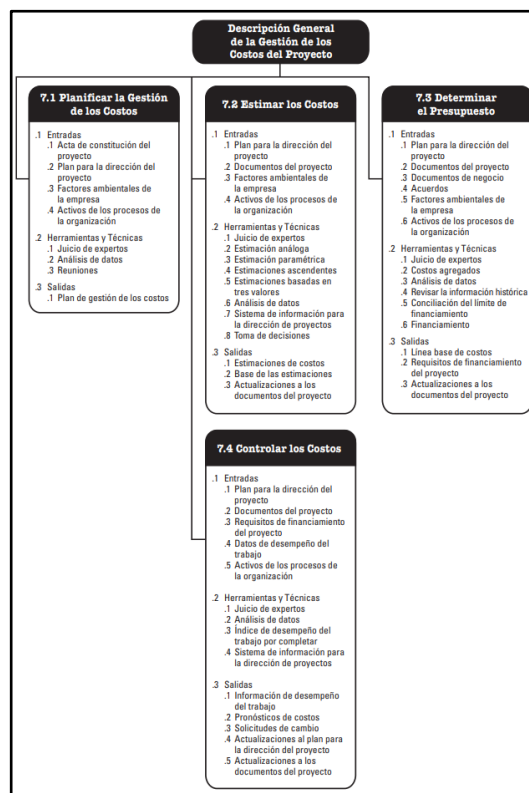 Descripción General
de la Gestión de los
Costos del Proyecto
7.1 Planificar la Gestión
de los Costos
.1 Entradas
.1 Acta de constitución del
proyecto
.2 Plan para la dirección del
proyecto
.3 Factores ambientales de
la empresa
.4 Activos de los procesos de
la organización
.2 Herramientas y Técnicas
.1 Juicio de expertos
.2 Análisis de datos
.3 Reuniones
.3 Salidas
.1 Plan de gestión de los costos
7.2 Estimar los Costos
.1 Entradas
.1 Plan para la dirección del
proyecto
.2 Documentos del proyecto
.3 Factores ambientales de
la empresa
.4 Activos de los procesos de
la organización
.2 Herramientas y Técnicas
.1 Juicio de expertos
.2 Estimación análoga
.3 Estimación paramétrica
.4 Estimaciones ascendentes
.5 Estimaciones basadas en
tres valores
.6 Análisis de datos
.7 Sistema de información para
la dirección de proyectos
.8 Toma de decisiones
.3 Salidas
.1 Estimaciones de costos
.2 Base de las estimaciones
.3 Actualizaciones a los
documentos del proyecto
7.3 Determinar
el Presupuesto
.1 Entradas
.1 Plan para la dirección del
proyecto
.2 Documentos del proyecto
.3 Documentos de negocio
.4 Acuerdos
.5 Factores ambientales de
la empresa
.6 Activos de los procesos de la
organización
.2 Herramientas y Técnicas
.1 Juicio de expertos
.2 Costos agregados
.3 Análisis de datos
.4 Revisar la información histórica
.5 Conciliación del límite de
financiamiento
.6 Financiamiento
.3 Salidas
.1 Línea base de costos
.2 Requisitos de financiamiento
del proyecto
.3 Actualizaciones a los
documentos del proyecto
7.4 Controlar los Costos
.1 Entradas
.1 Plan para la dirección del
proyecto
.2 Documentos del proyecto
.3 Requisitos de financiamiento
del proyecto
.4 Datos de desempeño del
trabajo
.5 Activos de los procesos de
la organización
.2 Herramientas y Técnicas
.1 Juicio de expertos
.2 Análisis de datos
.3 Índice de desempeño del
trabajo por completar
.4 Sistema de información para
la dirección de proyectos
.3 Salidas
.1 Información de desempeño
del trabajo
.2 Pronósticos de costos
.3 Solicitudes de cambio
.4 Actualizaciones al plan para
la dirección del proyecto
.5 Actualizaciones a los
documentos del proyecto